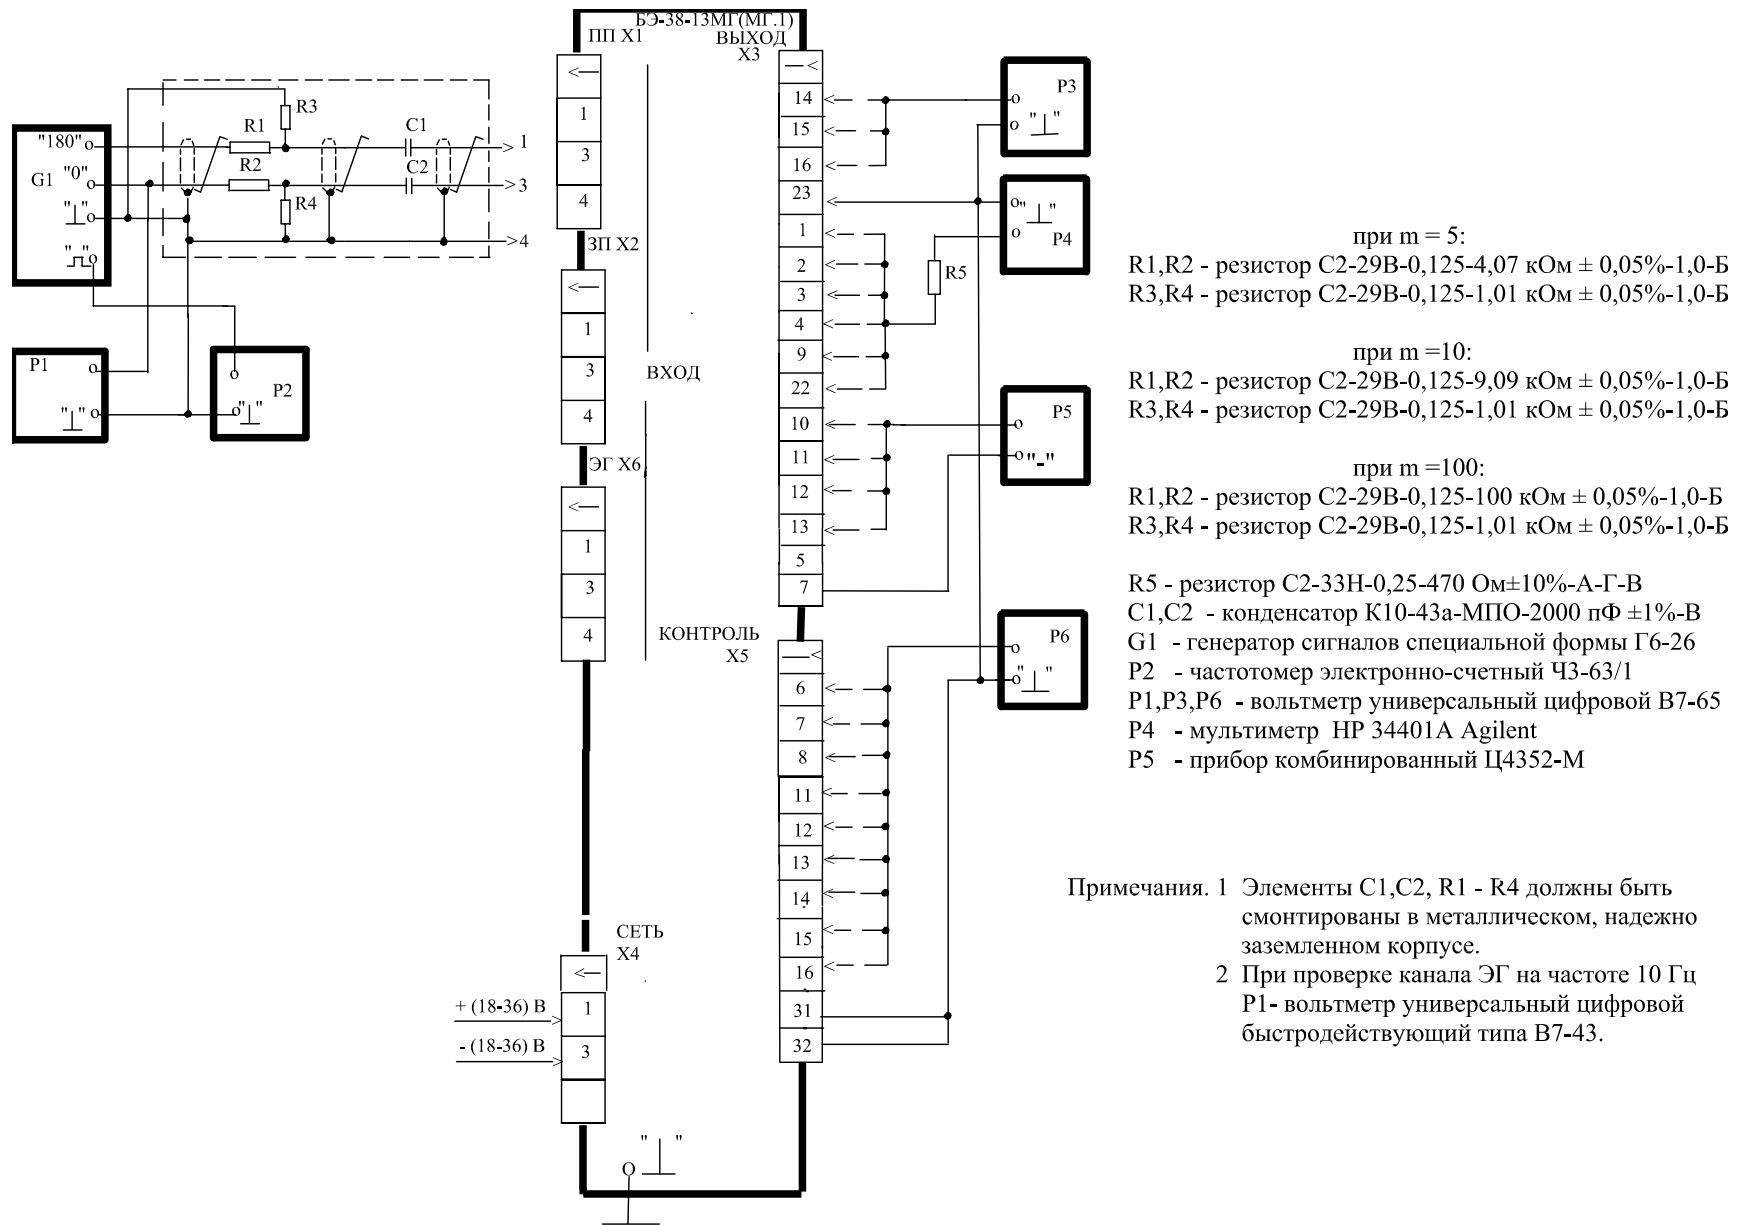 БЭ-38-13МГ(МГ.1)
ПП X1
ВЫХОД
X3
1
3
4
ЗП X2
1
3
4
ВХОД
ЭГ X6
1
3
4
СЕТЬ
X4
+ (18-36) В
1
- (18-36) В
3
" "
14
15
16
23
1
2
3
4
9
22
10
11
12
13
5
7
КОНТРОЛЬ
X5
6
7
8
11
12
13
14
15
16
31
32
"180"
"0"
G1
"⊥"
"⎍"
R3
R1
C1
1
R2
C2
3
R4
4
P1
"⊥"
P2
"⊥"
P3
"⊥"
"⊥"
P4
R5
P5
"-"
P6
"⊥"
при m = 5:
R1,R2 - резистор С2-29В-0,125-4,07 кОм ± 0,05%-1,0-Б
R3,R4 - резистор С2-29В-0,125-1,01 кОм ± 0,05%-1,0-Б
при m =10:
R1,R2 - резистор С2-29В-0,125-9,09 кОм ± 0,05%-1,0-Б
R3,R4 - резистор С2-29В-0,125-1,01 кОм ± 0,05%-1,0-Б
при m =100:
R1,R2 - резистор С2-29В-0,125-100 кОм ± 0,05%-1,0-Б
R3,R4 - резистор С2-29В-0,125-1,01 кОм ± 0,05%-1,0-Б
R5 - резистор С2-33Н-0,25-470 Ом±10%-А-Г-В
C1,C2 - конденсатор К10-43а-МПО-2000 пФ ±1%-В
G1 - генератор сигналов специальной формы Г6-26
P2 - частотомер электронно-счетный Ч3-63/1
P1,P3,P6 - вольтметр универсальный цифровой В7-65
P4 - мультиметр HP 34401A Agilent
P5 - прибор комбинированный Ц4352-М
Примечания. 1 Элементы C1,C2, R1 - R4 должны быть
смонтированы в металлическом, надежно
заземленном корпусе.
2 При проверке канала ЭГ на частоте 10 Гц
P1- вольтметр универсальный цифровой
быстродействующий типа В7-43.